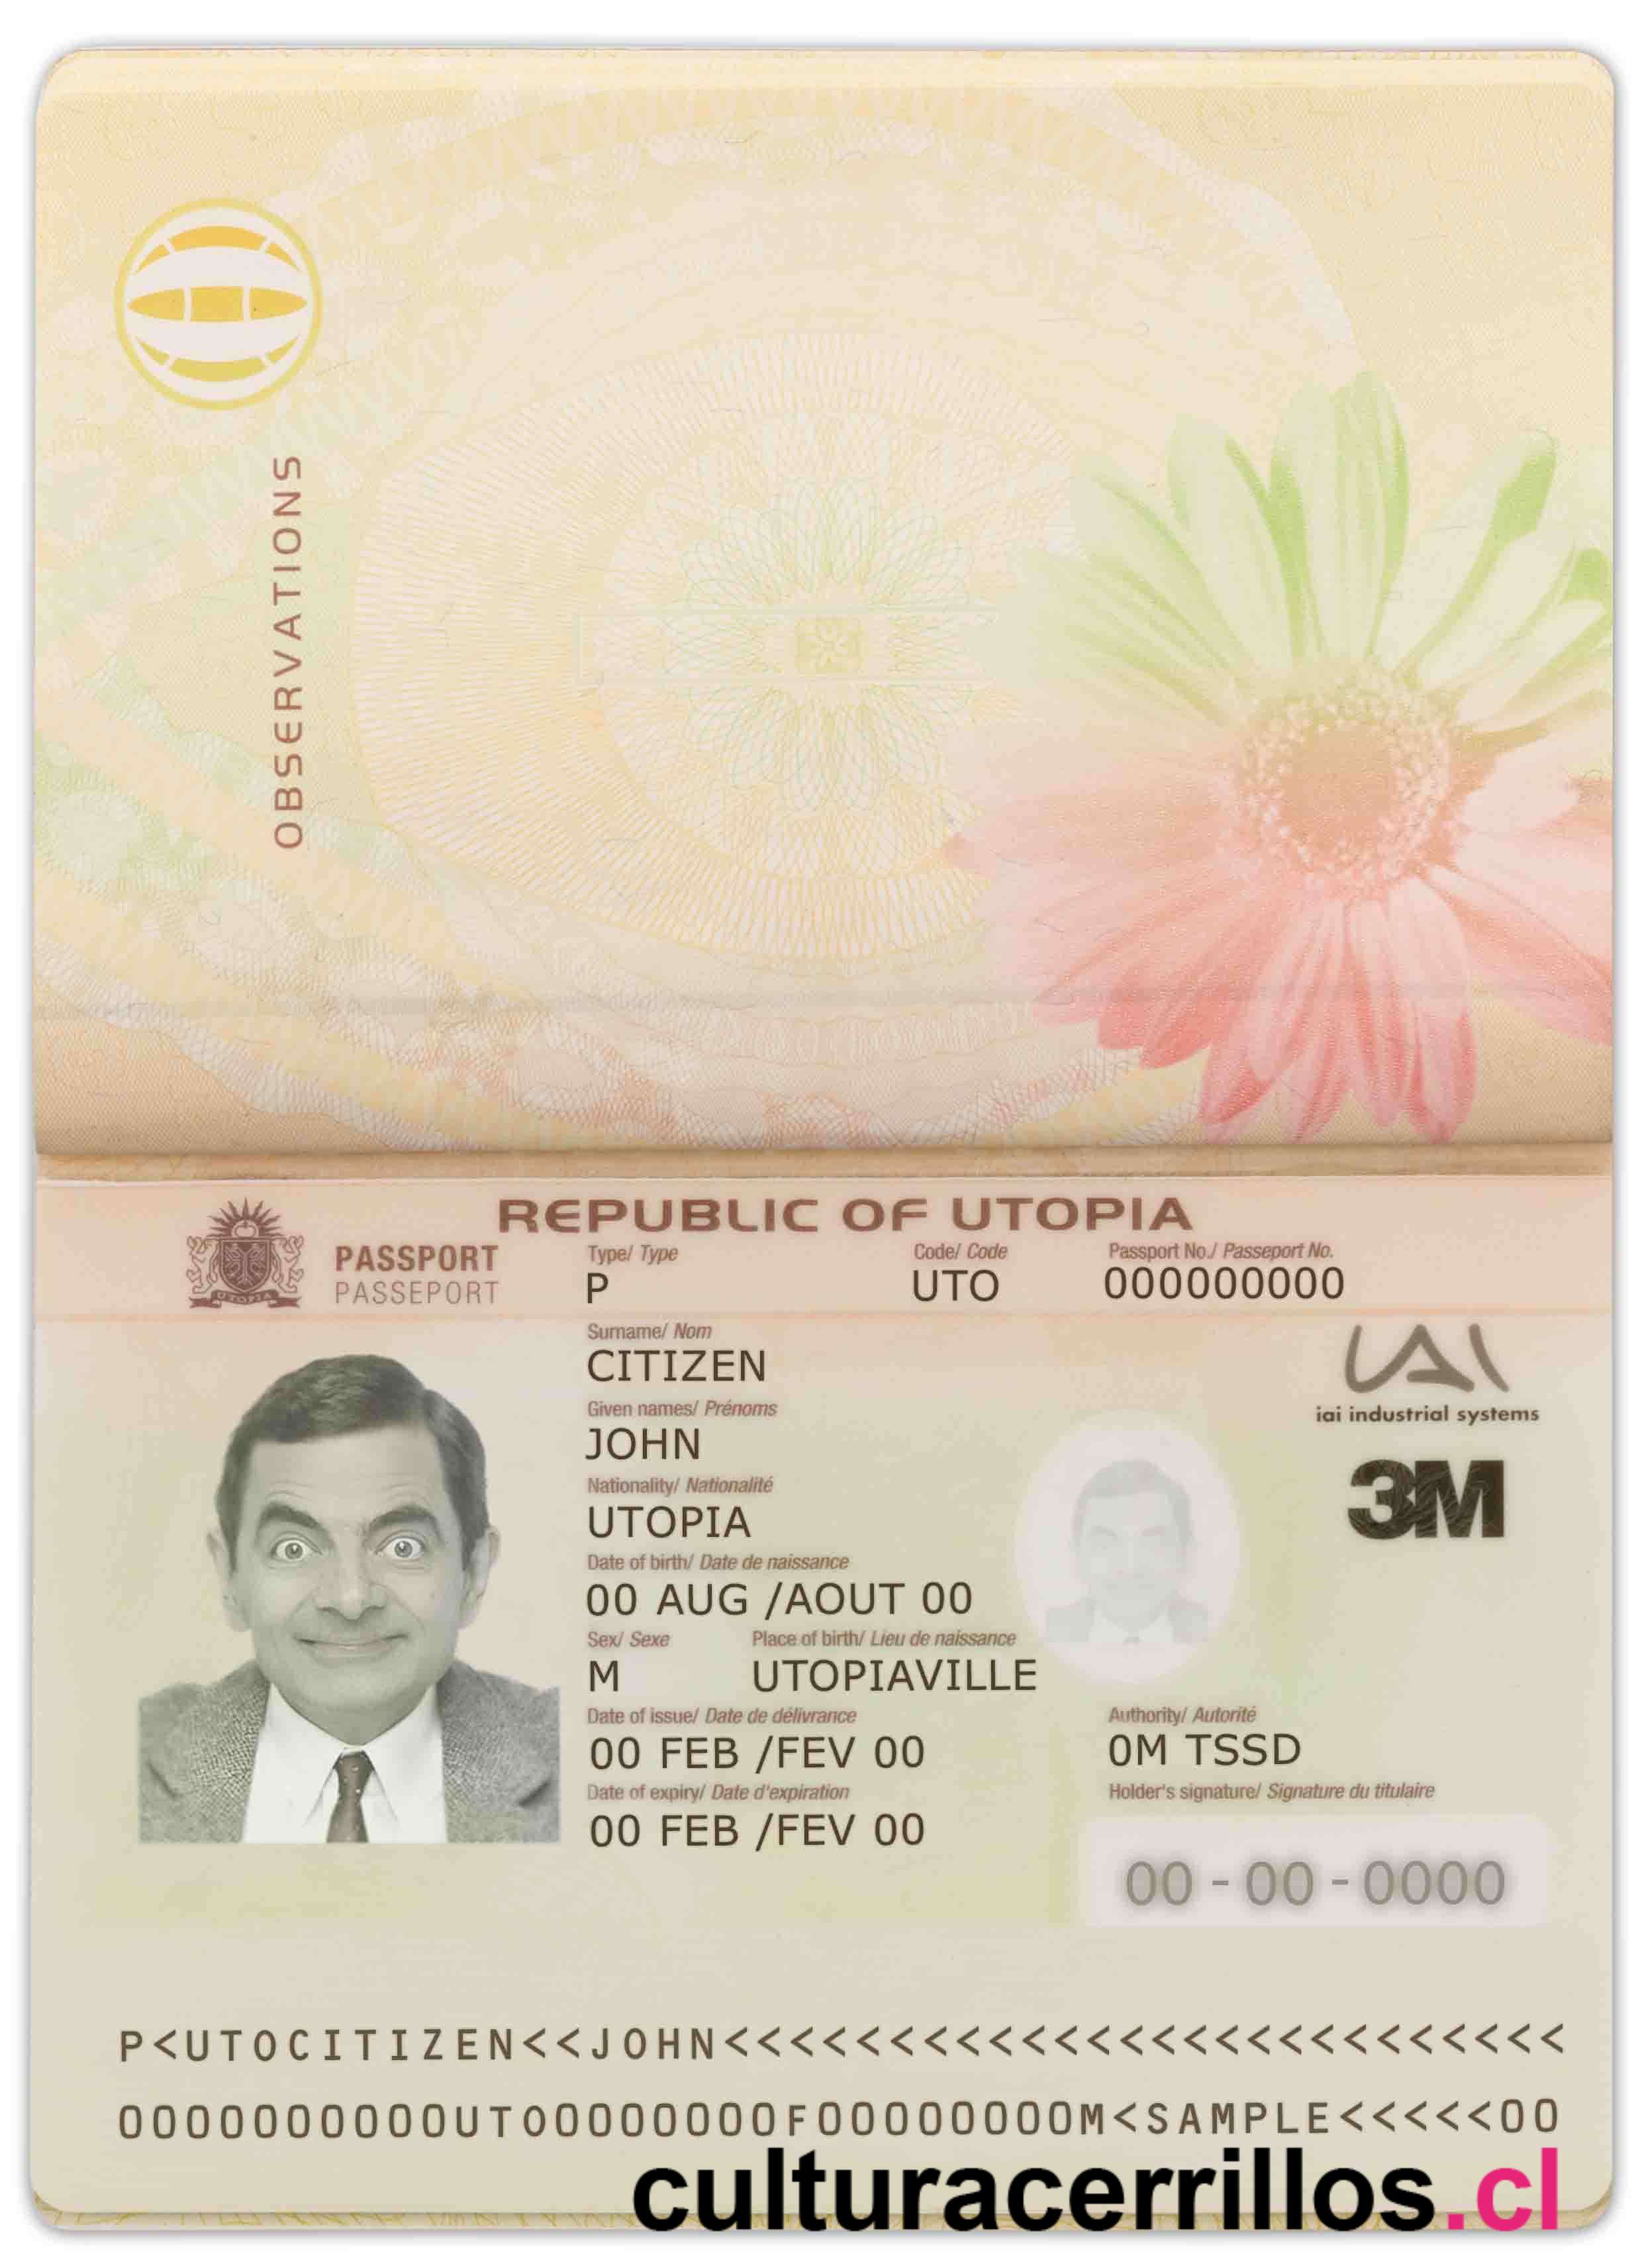 OBSERVATIONS
REPUBLIC OF UTOPIA
PASSPORT
PASSEPORT
Type/ Type
Code/ Code
Passport No./ Passeport No.
P
UTO
000000000
UTOPIA
Surname/ Nom
CITIZEN
Given names/ Prénoms
JOHN
Nationality/ Nationalité
UTOPIA
Date of birth/ Date de naissance
00 AUG /AOUT 00
Sex/ Sexe
Place of birth/ Lieu de naissance
M
UTOPIAVILLE
Date of issue/ Date de délivrance
00 FEB /FEV 00
Date of expiry/ Date d'expiration
00 FEB /FEV 00
iai
iai industrial systems
3M
Authority/ Autorité
0M TSSD
Holder's signature/ Signature du titulaire
00 - 00 - 0000
P<UTOCITIZEN<<JOHN<<<<<<<<<<<<<<<<<<<<<<<<<<
0000000000UTO0000000F00000000M<SAMPLE<<<<<00
culturacerrillos.cl